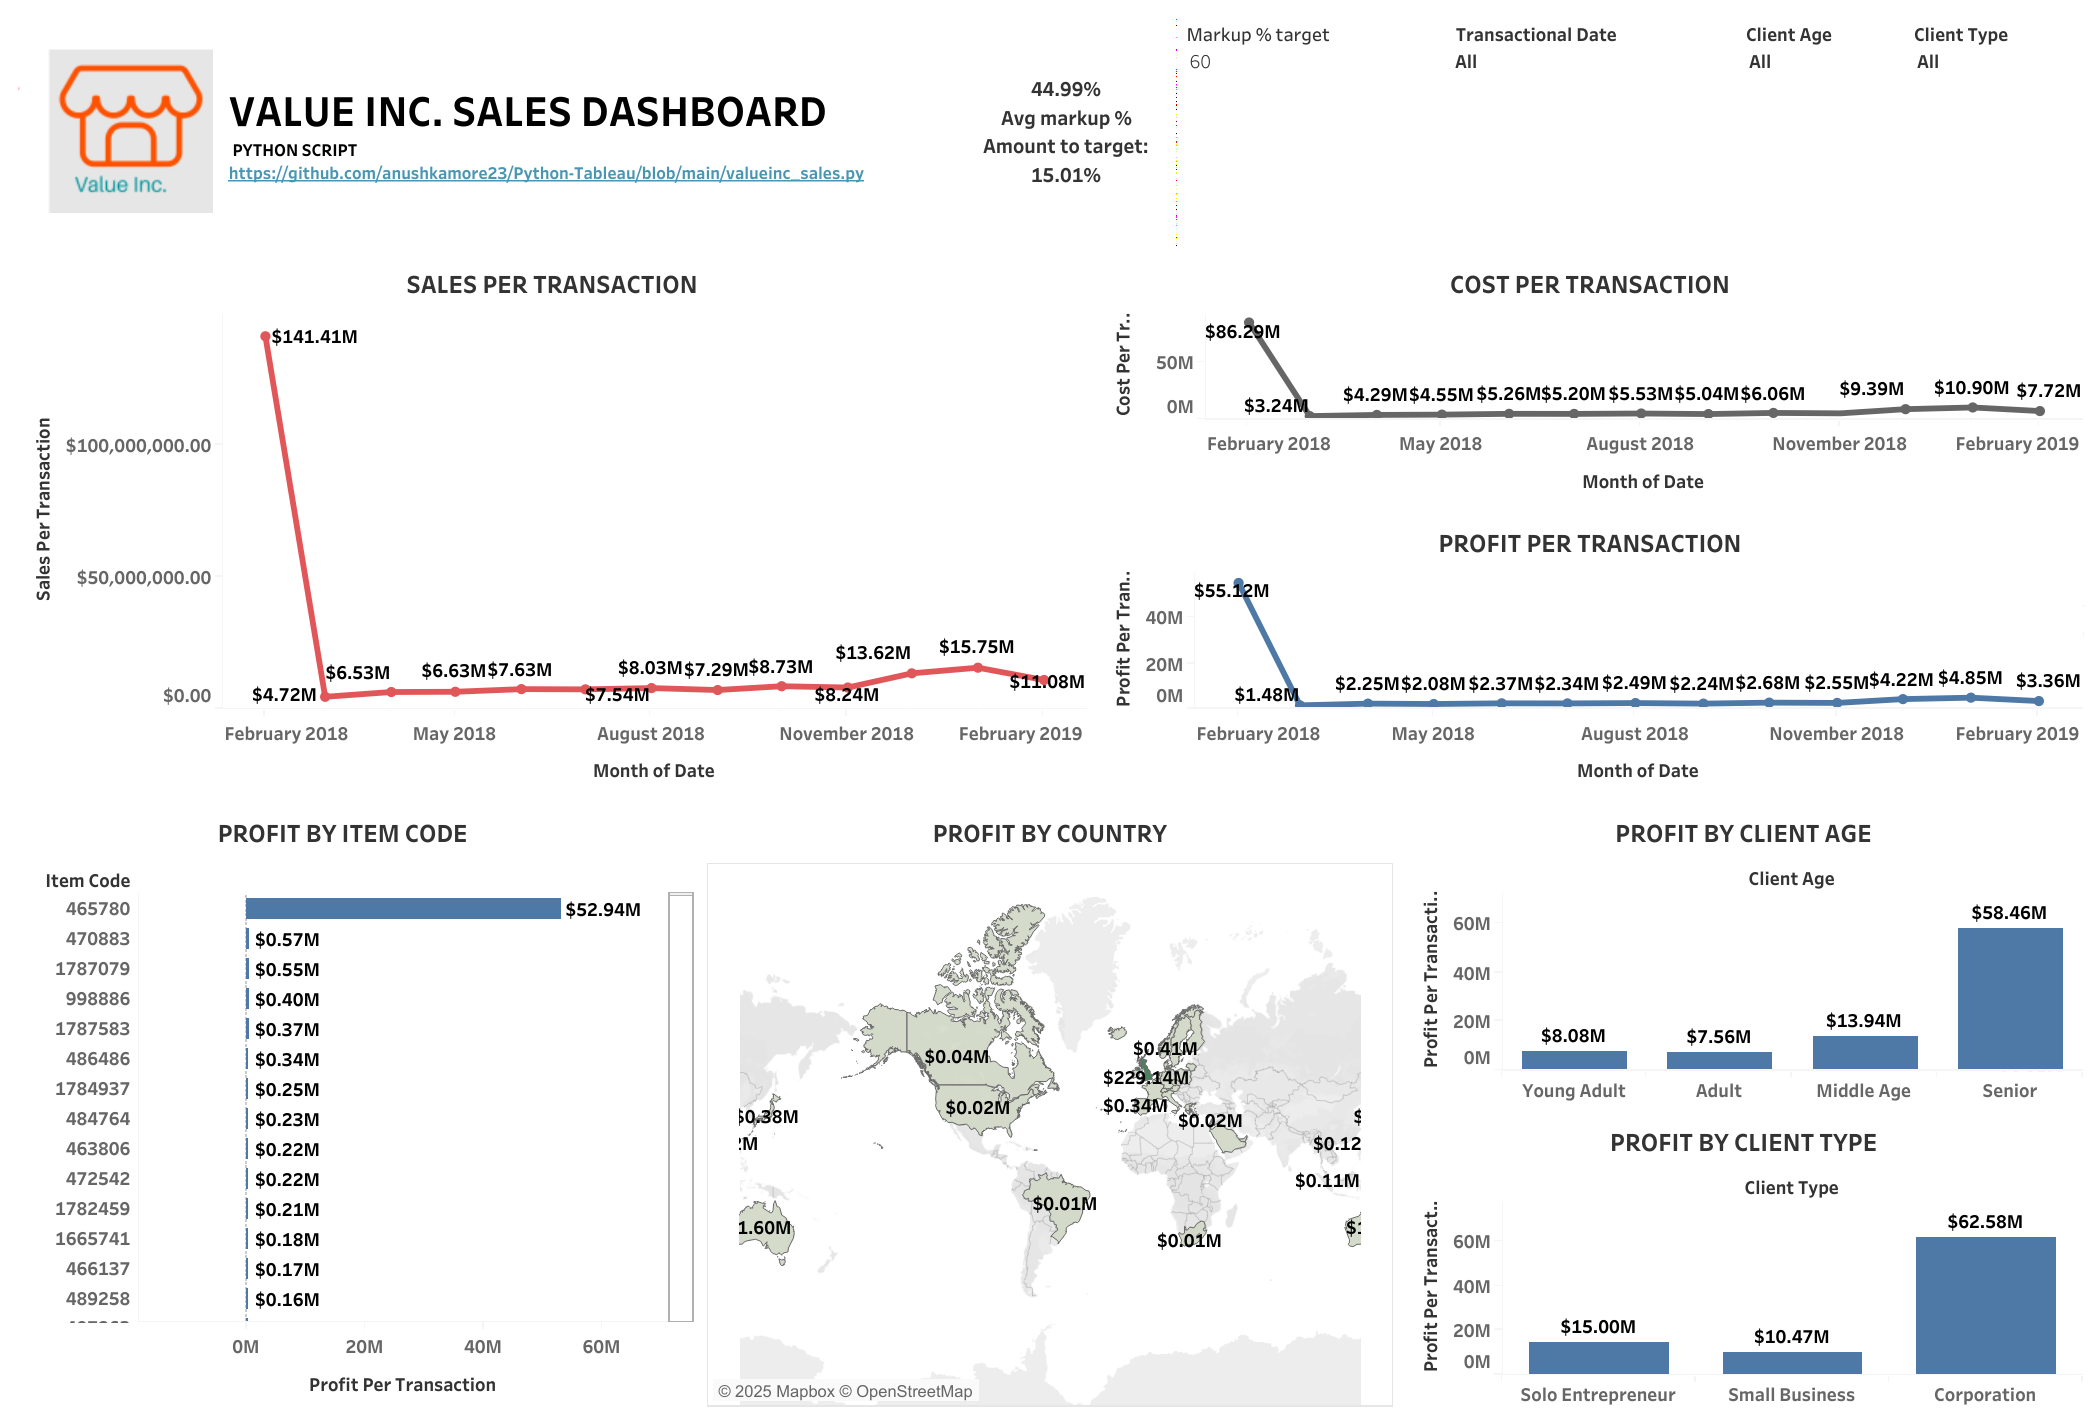 Markup % target
60
Transactional Date
All
Client Age
All
Client Type
All
Value Inc.
VALUE INC. SALES DASHBOARD
PYTHON SCRIPT
https://github.com/anushkamore23/Python-Tableau/blob/main/valueinc_sales.py
44.99%
Avg markup %
Amount to target:
15.01%
SALES PER TRANSACTION
Sales Per Transaction
$100,000,000.00
$50,000,000.00
$0.00
$141.41M
$4.72M
$6.53M
$6.63M
$7.63M
$7.54M
$8.03M
$7.29M
$8.73M
$8.24M
$13.62M
$15.75M
$11.08M
February 2018
May 2018
August 2018
November 2018
February 2019
Month of Date
COST PER TRANSACTION
Cost Per Tr..
50M
0M
$86.29M
$3.24M
$4.29M
$4.55M
$5.26M
$5.20M
$5.53M
$5.04M
$6.06M
$9.39M
$10.90M
$7.72M
February 2018
May 2018
August 2018
November 2018
February 2019
Month of Date
PROFIT PER TRANSACTION
Profit Per Tran..
40M
20M
0M
$55.12M
$1.48M
$2.25M
$2.08M
$2.37M
$2.34M
$2.49M
$2.24M
$2.68M
$2.55M
$4.22M
$4.85M
$3.36M
February 2018
May 2018
August 2018
November 2018
February 2019
Month of Date
PROFIT BY ITEM CODE
Item Code
465780 $52.94M
470883 $0.57M
1787079 $0.55M
998886 $0.40M
1787583 $0.37M
486486 $0.34M
1784937 $0.25M
484764 $0.23M
463806 $0.22M
472542 $0.22M
1782459 $0.21M
1665741 $0.18M
466137 $0.17M
489258 $0.16M
0M 20M 40M 60M
Profit Per Transaction
PROFIT BY COUNTRY
$0.04M
$0.41M
$229.14M
$0.02M
$0.34M
$0.02M
$0.38M
2M
$0.12
$0.11M
$0.01M
1.60M
$0.01M
© 2025 Mapbox © OpenStreetMap
PROFIT BY CLIENT AGE
Client Age
Profit Per Transacti..
60M
40M
20M
0M
$8.08M
$7.56M
$13.94M
$58.46M
Young Adult
Adult
Middle Age
Senior
PROFIT BY CLIENT TYPE
Client Type
Profit Per Transact..
60M
40M
20M
0M
$15.00M
$10.47M
$62.58M
Solo Entrepreneur
Small Business
Corporation